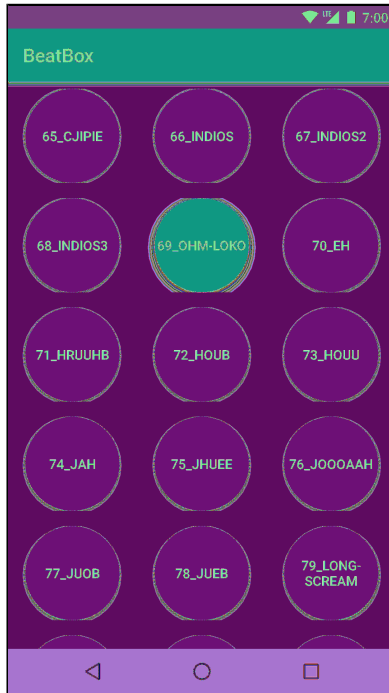 LTE 7:00
BeatBox
65_CJIPIE 66_INDIOS 67_INDIOS2
68_INDIOS3 69_OHM-LOKO 70_EH
71_HRUUHB 72_HOUB 73_HOUU
74_JAH 75_JHUEE 76_JOOOAAH
77_JUOB 78_JUEB 79_LONG-
SCREAM